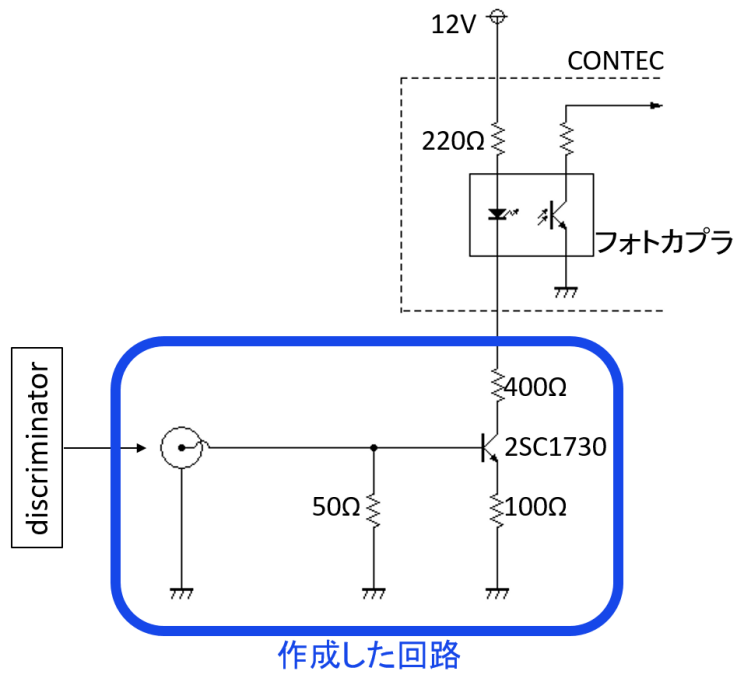 12V
CONTEC
220Ω
フォトカプラ
discriminator
400Ω
2SC1730
50Ω
100Ω
作成した回路